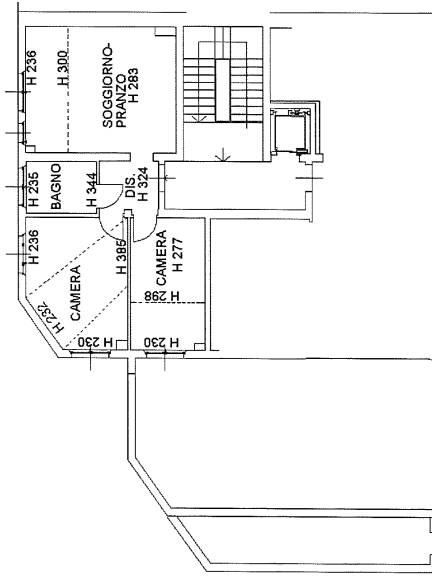 H 236
H 300
SOGGIORNO-
PRANZO
H 283
H 235
BAGNO
H 344
DIS.
H 324
H 236
CAMERA
H 385
H 232
H 230
CAMERA
H 277
H 298
H 230